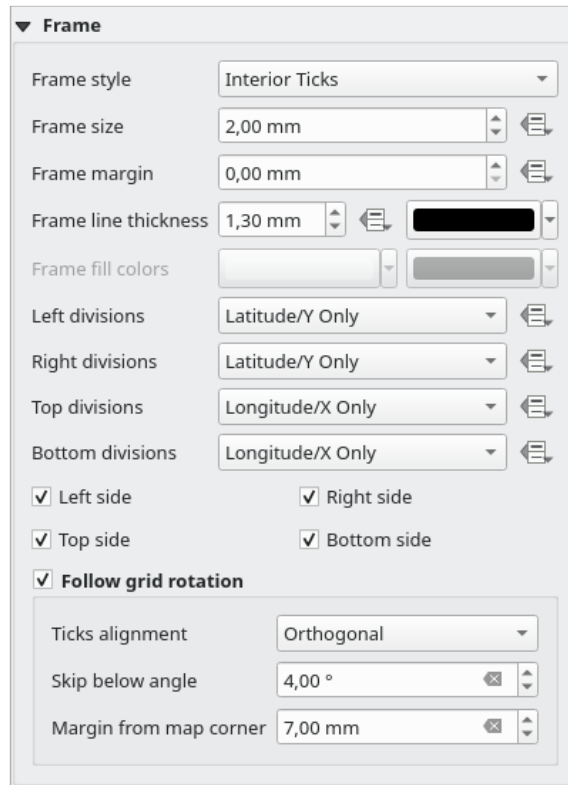 Frame
Frame style Interior Ticks
Frame size 2,00 mm
Frame margin 0,00 mm
Frame line thickness 1,30 mm
Frame fill colors
Left divisions Latitude/Y Only
Right divisions Latitude/Y Only
Top divisions Longitude/X Only
Bottom divisions Longitude/X Only
Left side Right side
Top side Bottom side
Follow grid rotation
Ticks alignment Orthogonal
Skip below angle 4,00 °
Margin from map corner 7,00 mm